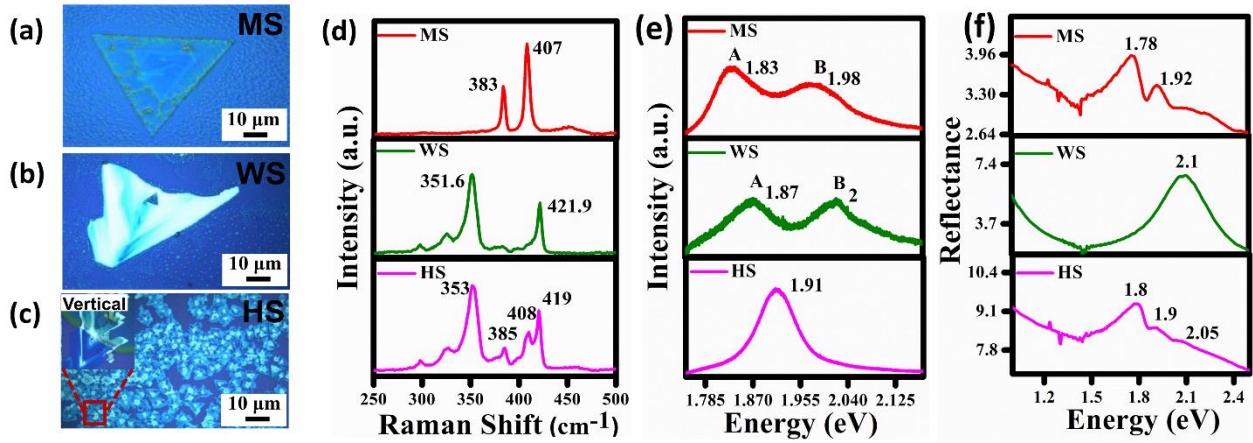 (a)
MS
10 μm
(b)
WS
10 μm
(c)
Vertical
HS
10 μm
(d)
MS
407
383
WS
351.6
421.9
HS
353
385
408
419
Intensity (a.u.)
250 300 350 400 450 500
Raman Shift (cm-1)
(e)
MS
A 1.83
B 1.98
WS
A 1.87
B 2
HS
1.91
Intensity (a.u.)
1.785 1.870 1.955 2.040 2.125
Energy (eV)
(f)
MS
1.78
1.92
3.96
3.30
2.64
WS
2.1
7.4
3.7
HS
1.8
1.9
2.05
10.4
9.1
7.8
Reflectance
1.2 1.5 1.8 2.1 2.4
Energy (eV)